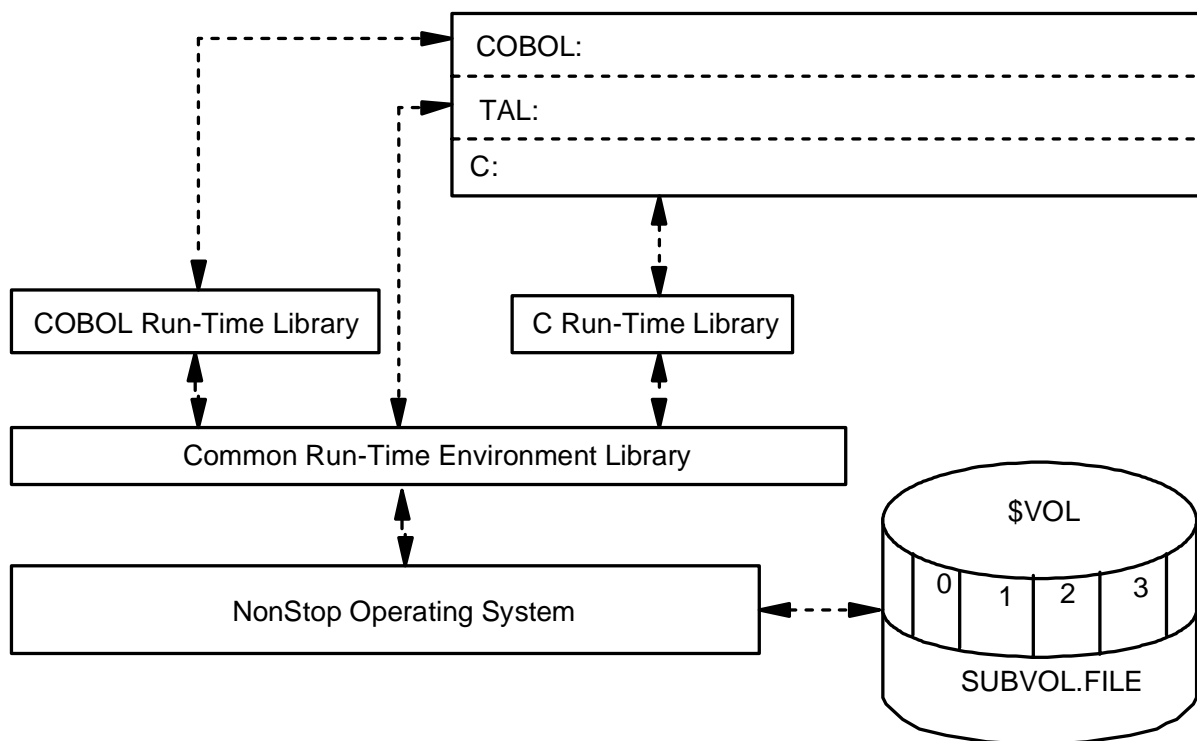 COBOL:
TAL:
C:
COBOL Run-Time Library
C Run-Time Library
Common Run-Time Environment Library
$VOL
0 1 2 3
NonStop Operating System
SUBVOL.FILE